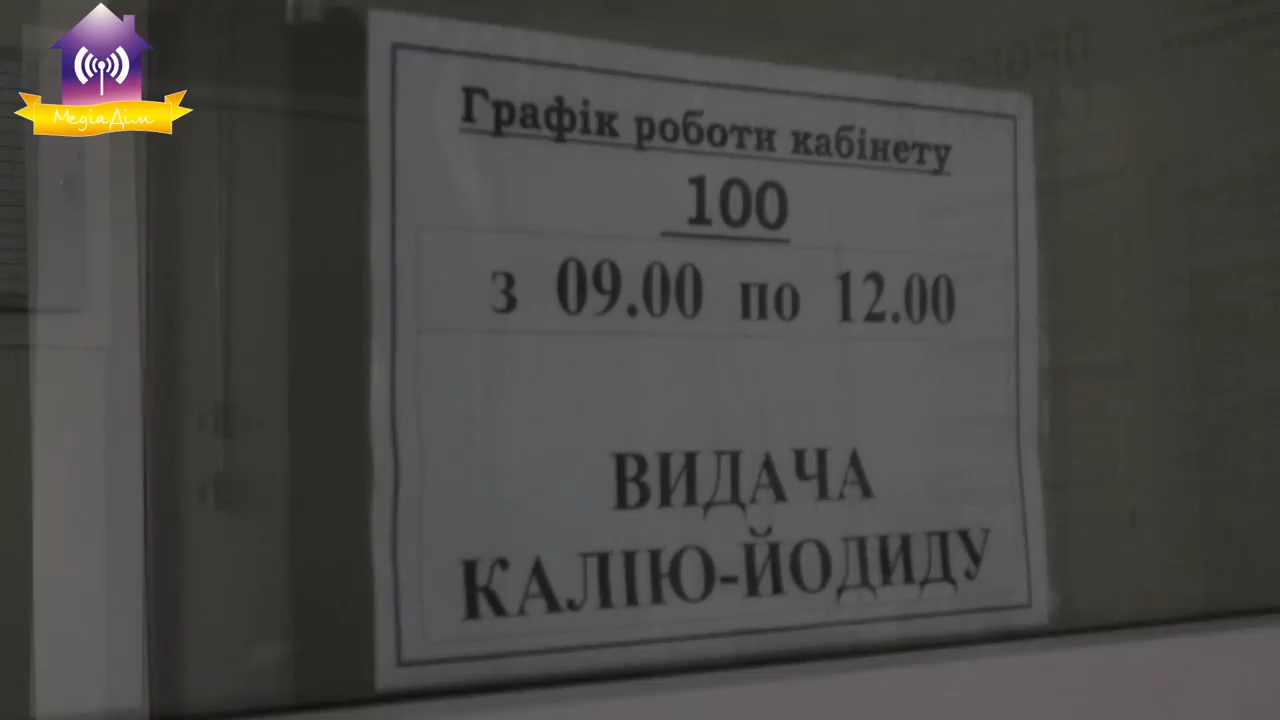 МедіаДім
Графік роботи кабінету
100
з 09.00 по 12.00
ВИДАЧА
КАЛІЮ-ЙОДИДУ